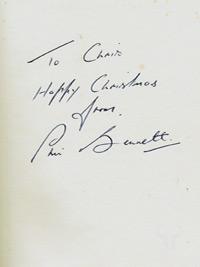 To Chris
Happy Christmas
from
Phil Bennett.